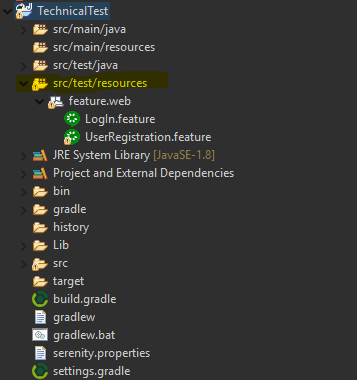 TechnicalTest
src/main/java
src/main/resources
src/test/java
src/test/resources
feature.web
LogIn.feature
UserRegistration.feature
JRE System Library [JavaSE-1.8]
Project and External Dependencies
bin
gradle
history
Lib
src
target
build.gradle
gradlew
gradlew.bat
serenity.properties
settings.gradle